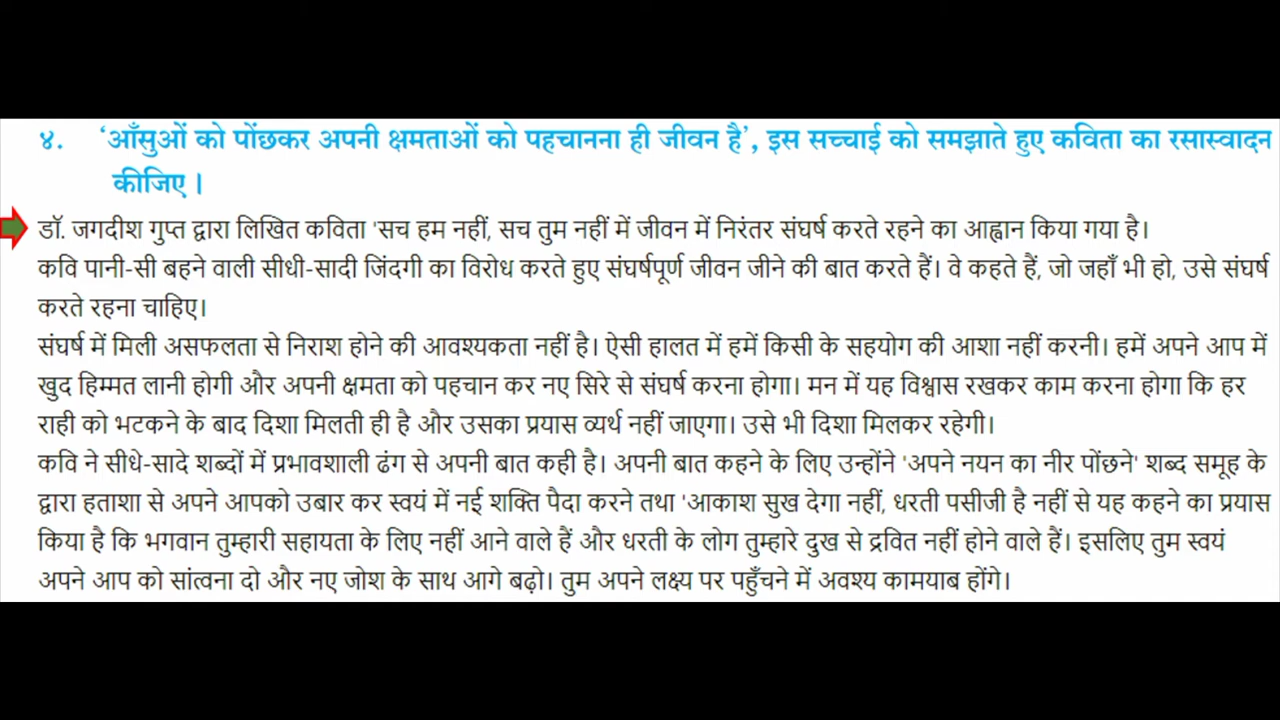 ४. ‘आँसुओं को पोंछकर अपनी क्षमताओं को पहचानना ही जीवन है’, इस सच्चाई को समझाते हुए कविता का रसास्वादन
कीजिए ।
डॉ. जगदीश गुप्त द्वारा लिखित कविता 'सच हम नहीं, सच तुम नहीं में जीवन में निरंतर संघर्ष करते रहने का आह्वान किया गया है।
कवि पानी-सी बहने वाली सीधी-सादी जिंदगी का विरोध करते हुए संघर्षपूर्ण जीवन जीने की बात करते हैं। वे कहते हैं, जो जहाँ भी हो, उसे संघर्ष
करते रहना चाहिए।
संघर्ष में मिली असफलता से निराश होने की आवश्यकता नहीं है। ऐसी हालत में हमें किसी के सहयोग की आशा नहीं करनी। हमें अपने आप में
खुद हिम्मत लानी होगी और अपनी क्षमता को पहचान कर नए सिरे से संघर्ष करना होगा। मन में यह विश्वास रखकर काम करना होगा कि हर
राही को भटकने के बाद दिशा मिलती ही है और उसका प्रयास व्यर्थ नहीं जाएगा। उसे भी दिशा मिलकर रहेगी।
कवि ने सीधे-सादे शब्दों में प्रभावशाली ढंग से अपनी बात कही है। अपनी बात कहने के लिए उन्होंने 'अपने नयन का नीर पोंछने' शब्द समूह के
द्वारा हताशा से अपने आपको उबार कर स्वयं में नई शक्ति पैदा करने तथा 'आकाश सुख देगा नहीं, धरती पसीजी है नहीं से यह कहने का प्रयास
किया है कि भगवान तुम्हारी सहायता के लिए नहीं आने वाले हैं और धरती के लोग तुम्हारे दुख से द्रवित नहीं होने वाले हैं। इसलिए तुम स्वयं
अपने आप को सांत्वना दो और नए जोश के साथ आगे बढ़ो। तुम अपने लक्ष्य पर पहुँचने में अवश्य कामयाब होंगे।